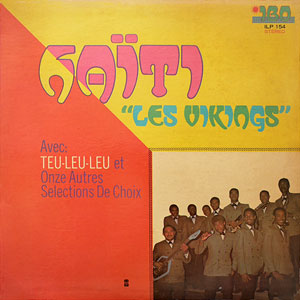 ibo
ILP 154
STEREO
HAÏTI
"LES VIKINGS"
Avec:
TEU-LEU-LEU et
Onze Autres
Selections De Choix